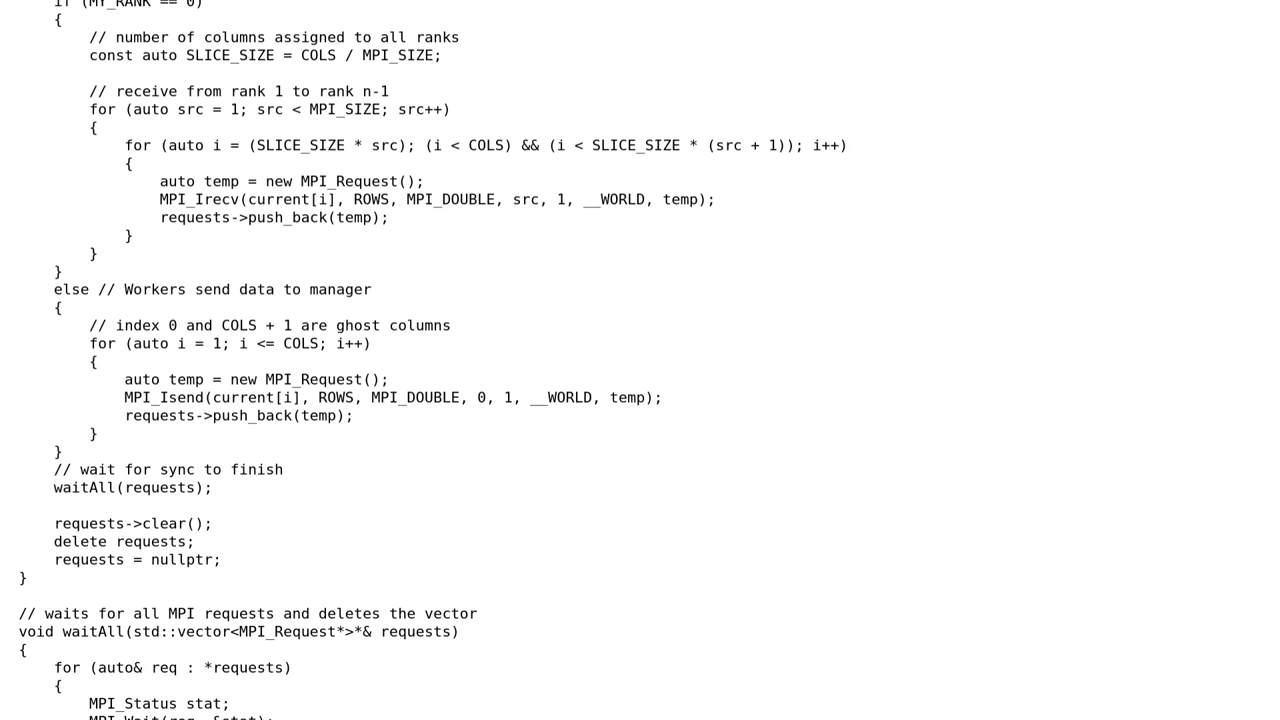 if (MY_RANK == 0)
{
// number of columns assigned to all ranks
const auto SLICE_SIZE = COLS / MPI_SIZE;
// receive from rank 1 to rank n-1
for (auto src = 1; src < MPI_SIZE; src++)
{
for (auto i = (SLICE_SIZE * src); (i < COLS) && (i < SLICE_SIZE * (src + 1)); i++)
{
auto temp = new MPI_Request();
MPI_Irecv(current[i], ROWS, MPI_DOUBLE, src, 1, __WORLD, temp);
requests->push_back(temp);
}
}
}
else // Workers send data to manager
{
// index 0 and COLS + 1 are ghost columns
for (auto i = 1; i <= COLS; i++)
{
auto temp = new MPI_Request();
MPI_Isend(current[i], ROWS, MPI_DOUBLE, 0, 1, __WORLD, temp);
requests->push_back(temp);
}
}
// wait for sync to finish
waitAll(requests);
requests->clear();
delete requests;
requests = nullptr;
}
// waits for all MPI requests and deletes the vector
void waitAll(std::vector<MPI_Request*>*& requests)
{
for (auto& req : *requests)
{
MPI_Status stat;
MPI_Wait(req, &stat);